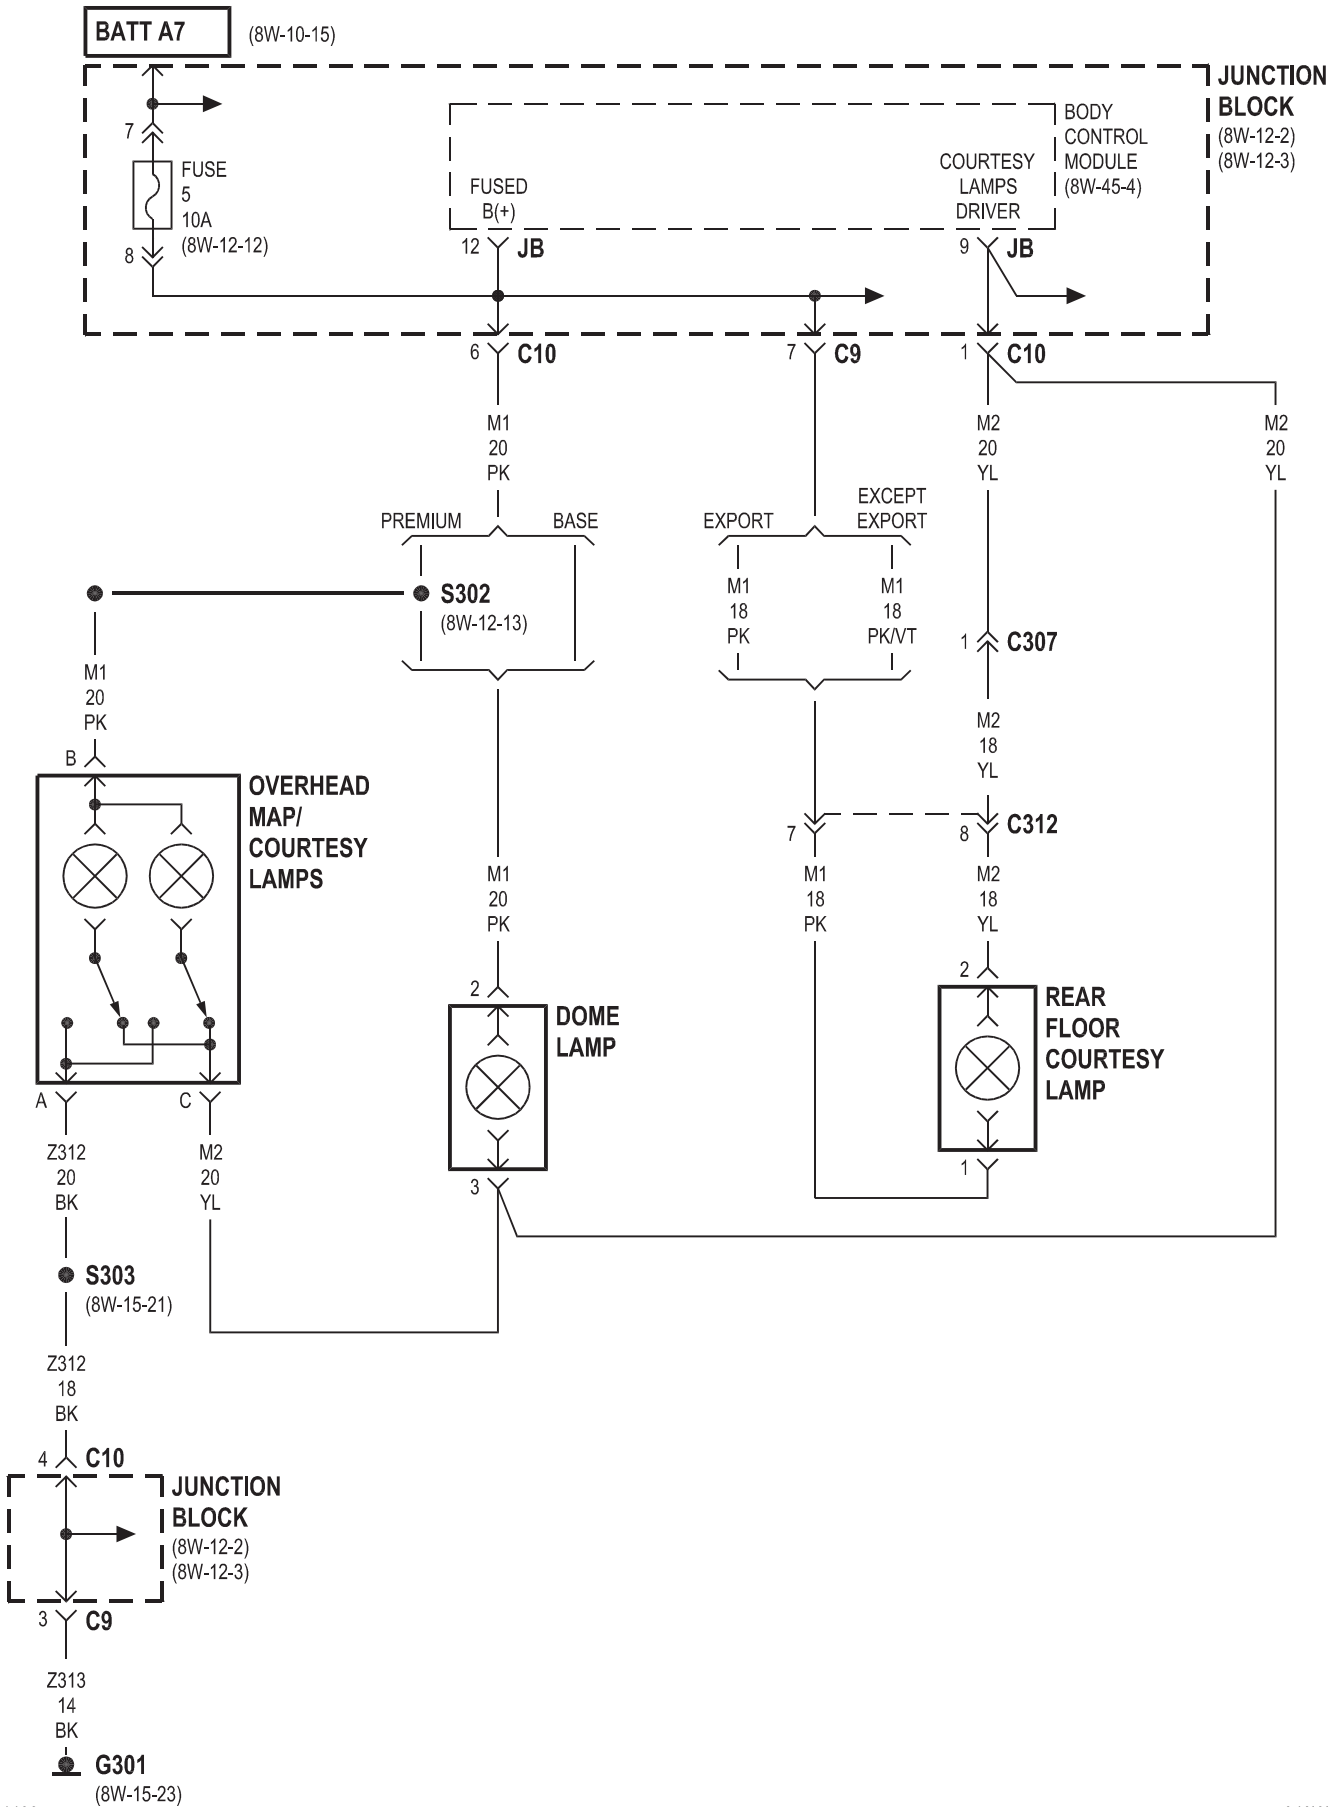 BATT A7 (8W-10-15)
JUNCTION
BLOCK
(8W-12-2)
(8W-12-3)
BODY
CONTROL
MODULE
(8W-45-4)
7
FUSE
5
10A
(8W-12-12)
8
FUSED
B(+)
COURTESY
LAMPS
DRIVER
12 JB
9 JB
6 C10
7 C9
1 C10
M1
20
PK
M2
20
YL
M2
20
YL
PREMIUM
BASE
EXPORT
EXCEPT
EXPORT
S302
(8W-12-13)
M1
18
PK
M1
18
PK/VT
1 C307
M1
20
PK
M2
18
YL
B
OVERHEAD
MAP/
COURTESY
LAMPS
7
8 C312
M1
20
PK
M1
18
PK
M2
18
YL
2
DOME
LAMP
2
REAR
FLOOR
COURTESY
LAMP
A
C
3
1
Z312
20
BK
M2
20
YL
S303
(8W-15-21)
Z312
18
BK
4 C10
JUNCTION
BLOCK
(8W-12-2)
(8W-12-3)
3 C9
Z313
14
BK
G301
(8W-15-23)